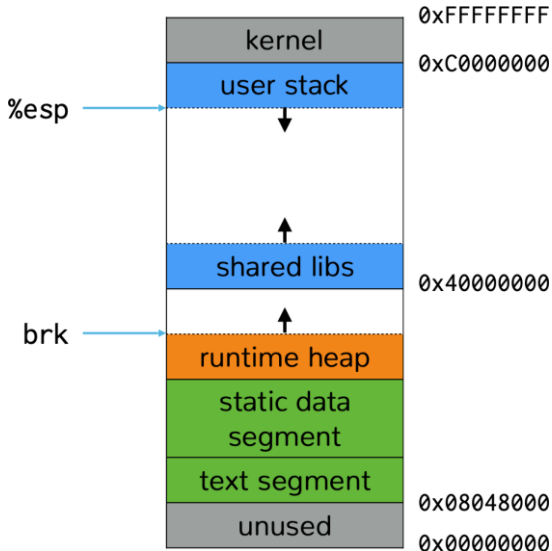 0xFFFFFFFF
kernel
0xC0000000
user stack
%esp
shared libs
0x40000000
brk
runtime heap
static data
segment
text segment
0x08048000
unused
0x00000000